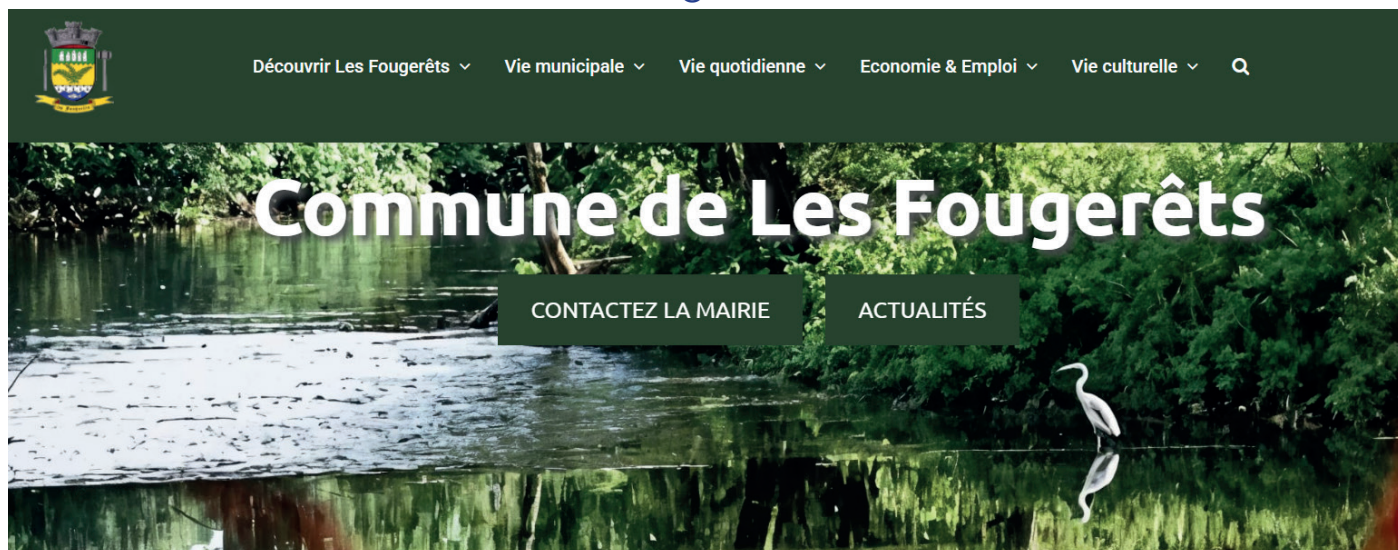 Découvrir Les Fougerêts Vie municipale Vie quotidienne Economie & Emploi Vie culturelle
Commune de Les Fougerêts
CONTACTEZ LA MAIRIE ACTUALITÉS